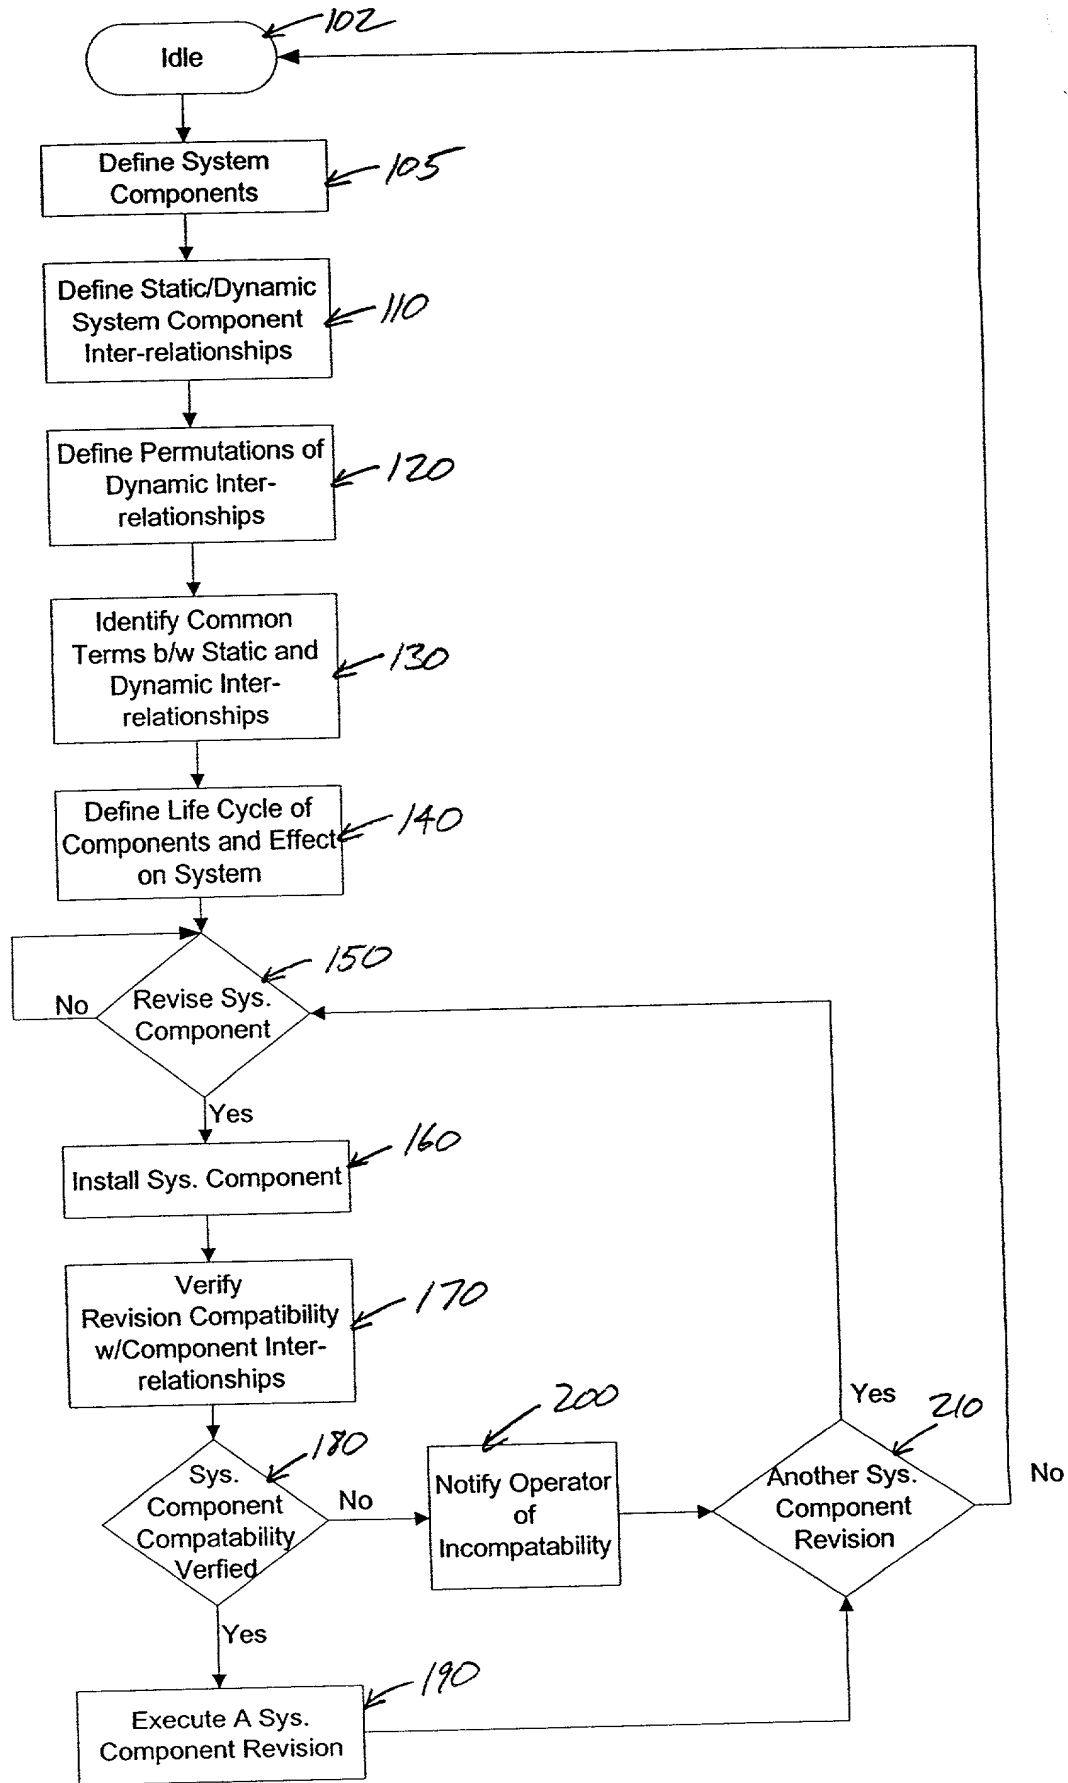 102
Idle
Define System
Components
105
Define Static/Dynamic
System Component
Inter-relationships
110
Define Permutations of
Dynamic Inter-
relationships
120
Identify Common
Terms b/w Static and
Dynamic Inter-
relationships
130
Define Life Cycle of
Components and Effect
on System
140
150
Revise Sys.
Component
No
Yes
160
Install Sys. Component
Verify
Revision Compatibility
w/Component Inter-
relationships
170
180
Sys.
Component
Compatability
Verfied
No
Yes
200
Notify Operator
of
Incompatability
Yes
210
Another Sys.
Component
Revision
No
190
Execute A Sys.
Component Revision